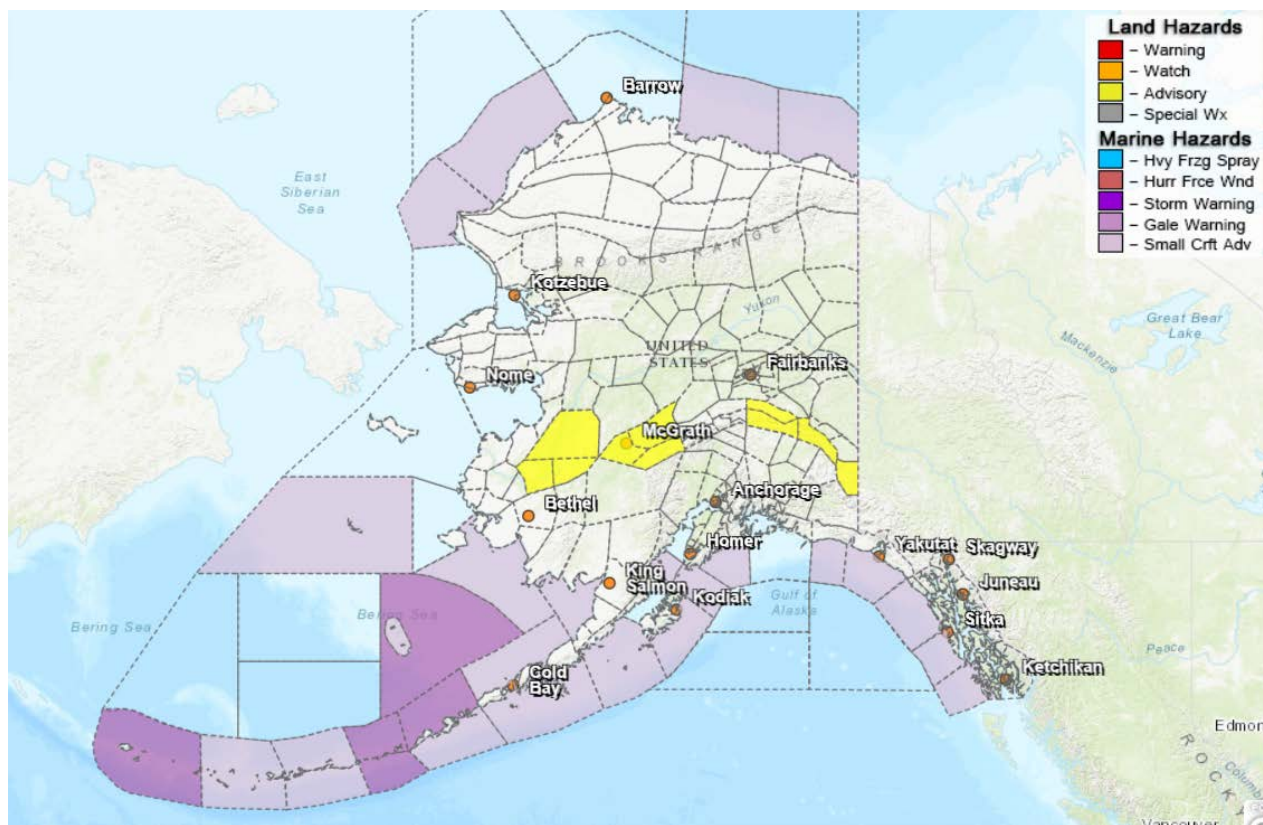 Land Hazards
– Warning
– Watch
– Advisory
– Special Wx
Marine Hazards
– Hvy Frzg Spray
– Hurr Frce Wnd
– Storm Warning
– Gale Warning
– Small Crft Adv
Barrow
East
Siberian
Sea
BROOKS RANGE
Kotzebue
Yukon
Great Bear
Lake
Mackenzie
UNITED
STATES
Fairbanks
Nome
McGrath
Anchorage
Bethel
Homer
Yakutat
Skagway
King
Salmon
Juneau
Kodiak
Gulf of
Alaska
Bering Sea
Bering Sea
Sitka
Peace
Gold
Bay
Ketchikan
Edmon
ROCKY
Columb
Vancouver